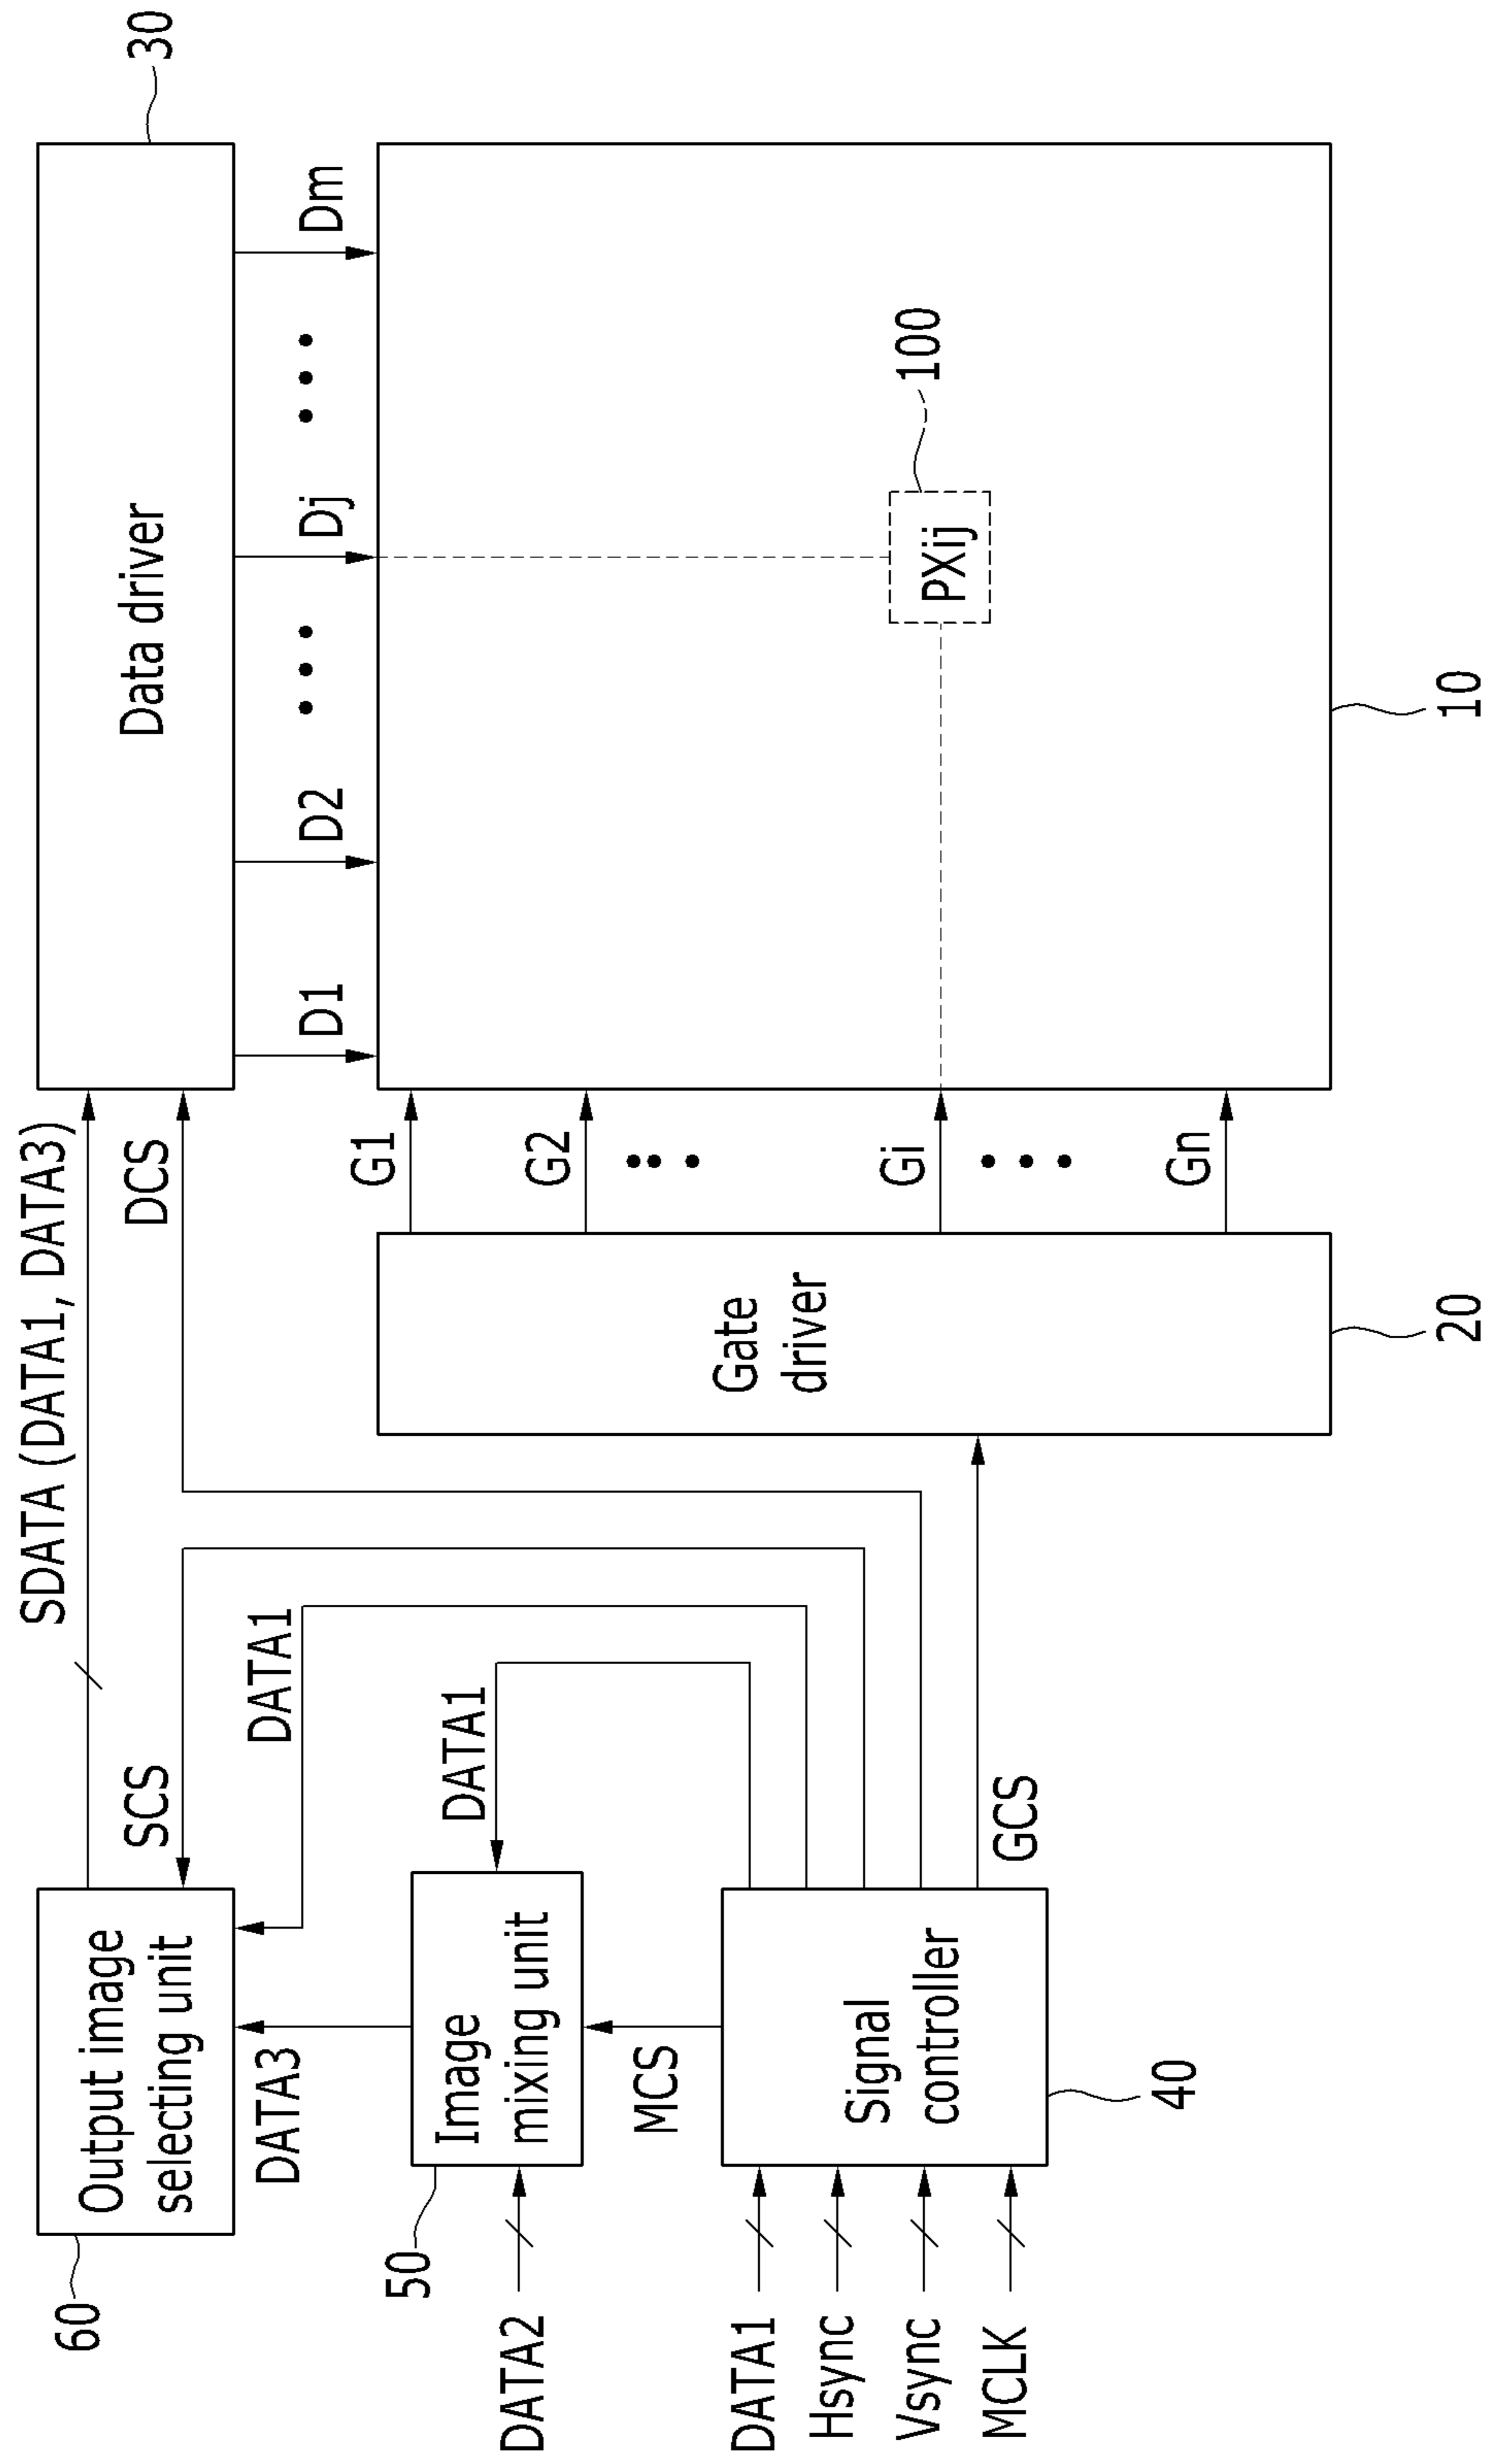 60
Output image
selecting unit
SDATA (DATA1, DATA3)
SCS
DCS
Data driver
30
DATA3
DATA1
D1
D2
Dj
Dm
50
Image
mixing unit
DATA1
DATA2
MCS
G1
G2
Gi
Gn
Gate
driver
PXij
100
DATA1
Hsync
Vsync
MCLK
Signal
controller
GCS
40
20
10